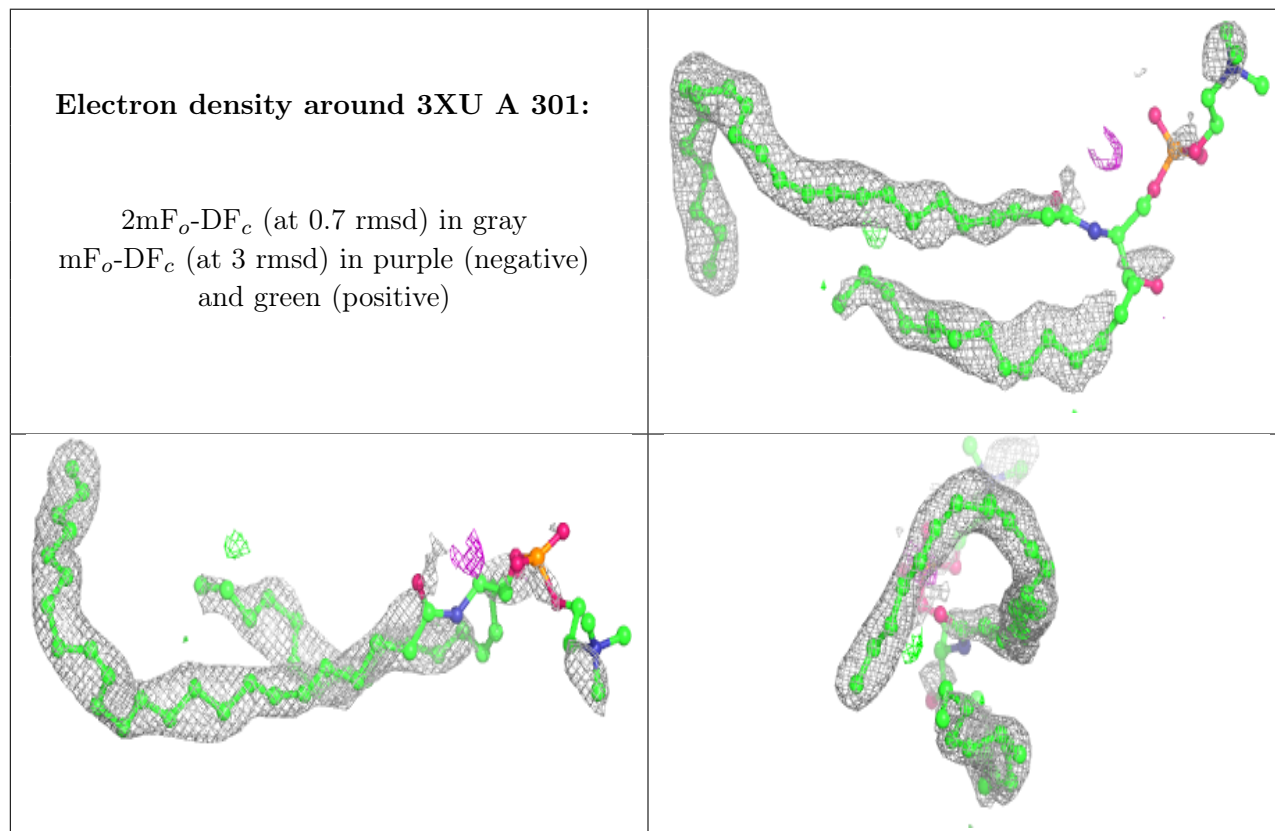 Electron density around 3XU A 301:
2mFo-DFc (at 0.7 rmsd) in gray
mFo-DFc (at 3 rmsd) in purple (negative)
and green (positive)